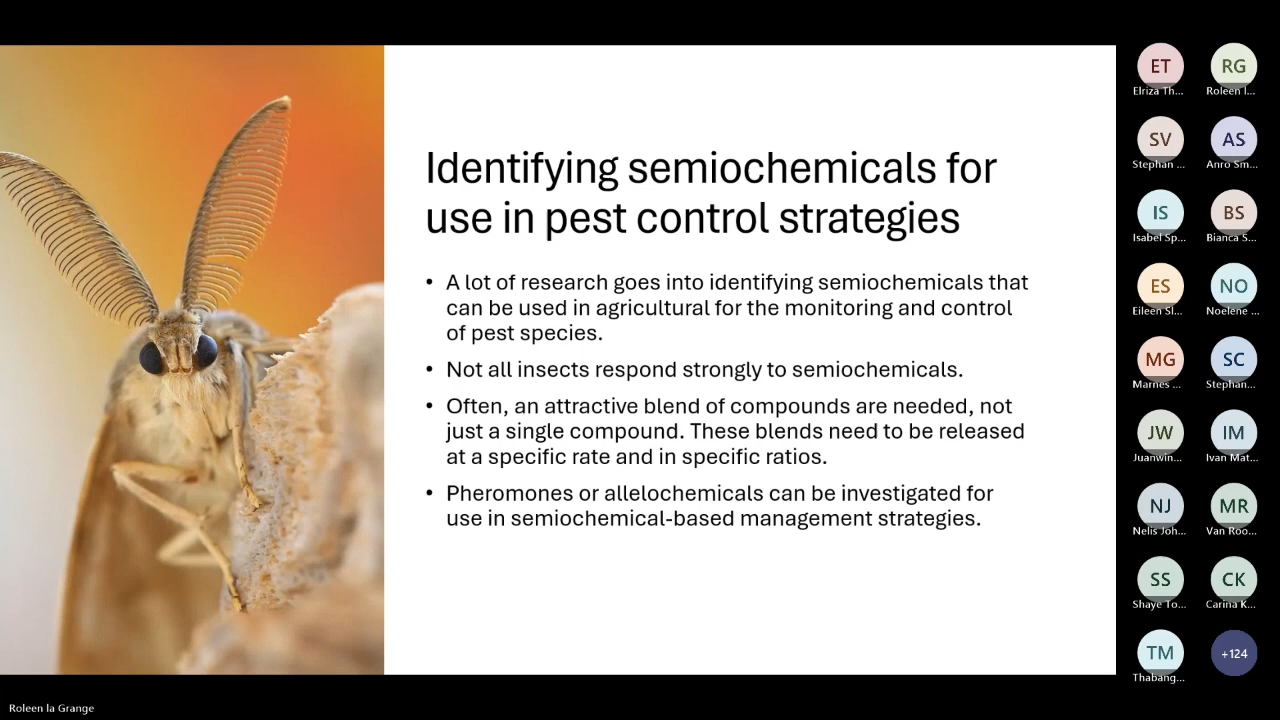 Identifying semiochemicals for
use in pest control strategies
• A lot of research goes into identifying semiochemicals that
can be used in agricultural for the monitoring and control
of pest species.
• Not all insects respond strongly to semiochemicals.
• Often, an attractive blend of compounds are needed, not
just a single compound. These blends need to be released
at a specific rate and in specific ratios.
• Pheromones or allelochemicals can be investigated for
use in semiochemical-based management strategies.
ET RG
Elriza Th... Roleen l...
SV AS
Stephan ... Anro Sm...
IS BS
Isabel Sp... Bianca S...
ES NO
Eileen Sl... Noelene ...
MG SC
Marnes ... Stephan...
JW IM
Juanwin... Ivan Mat...
NJ MR
Nelis Joh... Van Roo...
SS CK
Shaye To... Carina K...
TM +124
Thabang...
Roleen la Grange